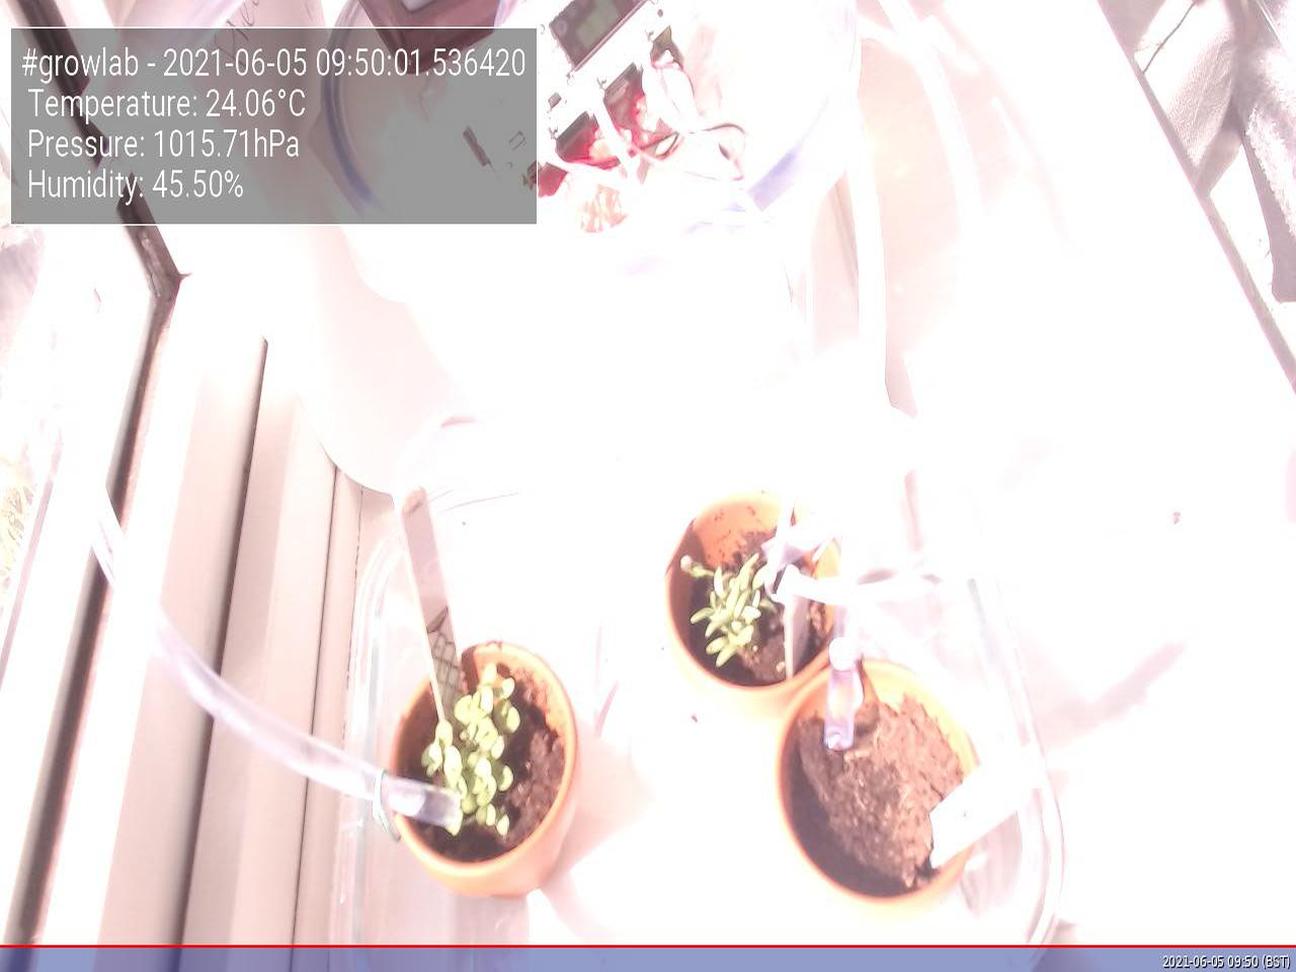 #growlab - 2021-06-05 09:50:01.536420
Temperature: 24.06°C
Pressure: 1015.71hPa
Humidity: 45.50%
2021-06-05 09:50 (BST)